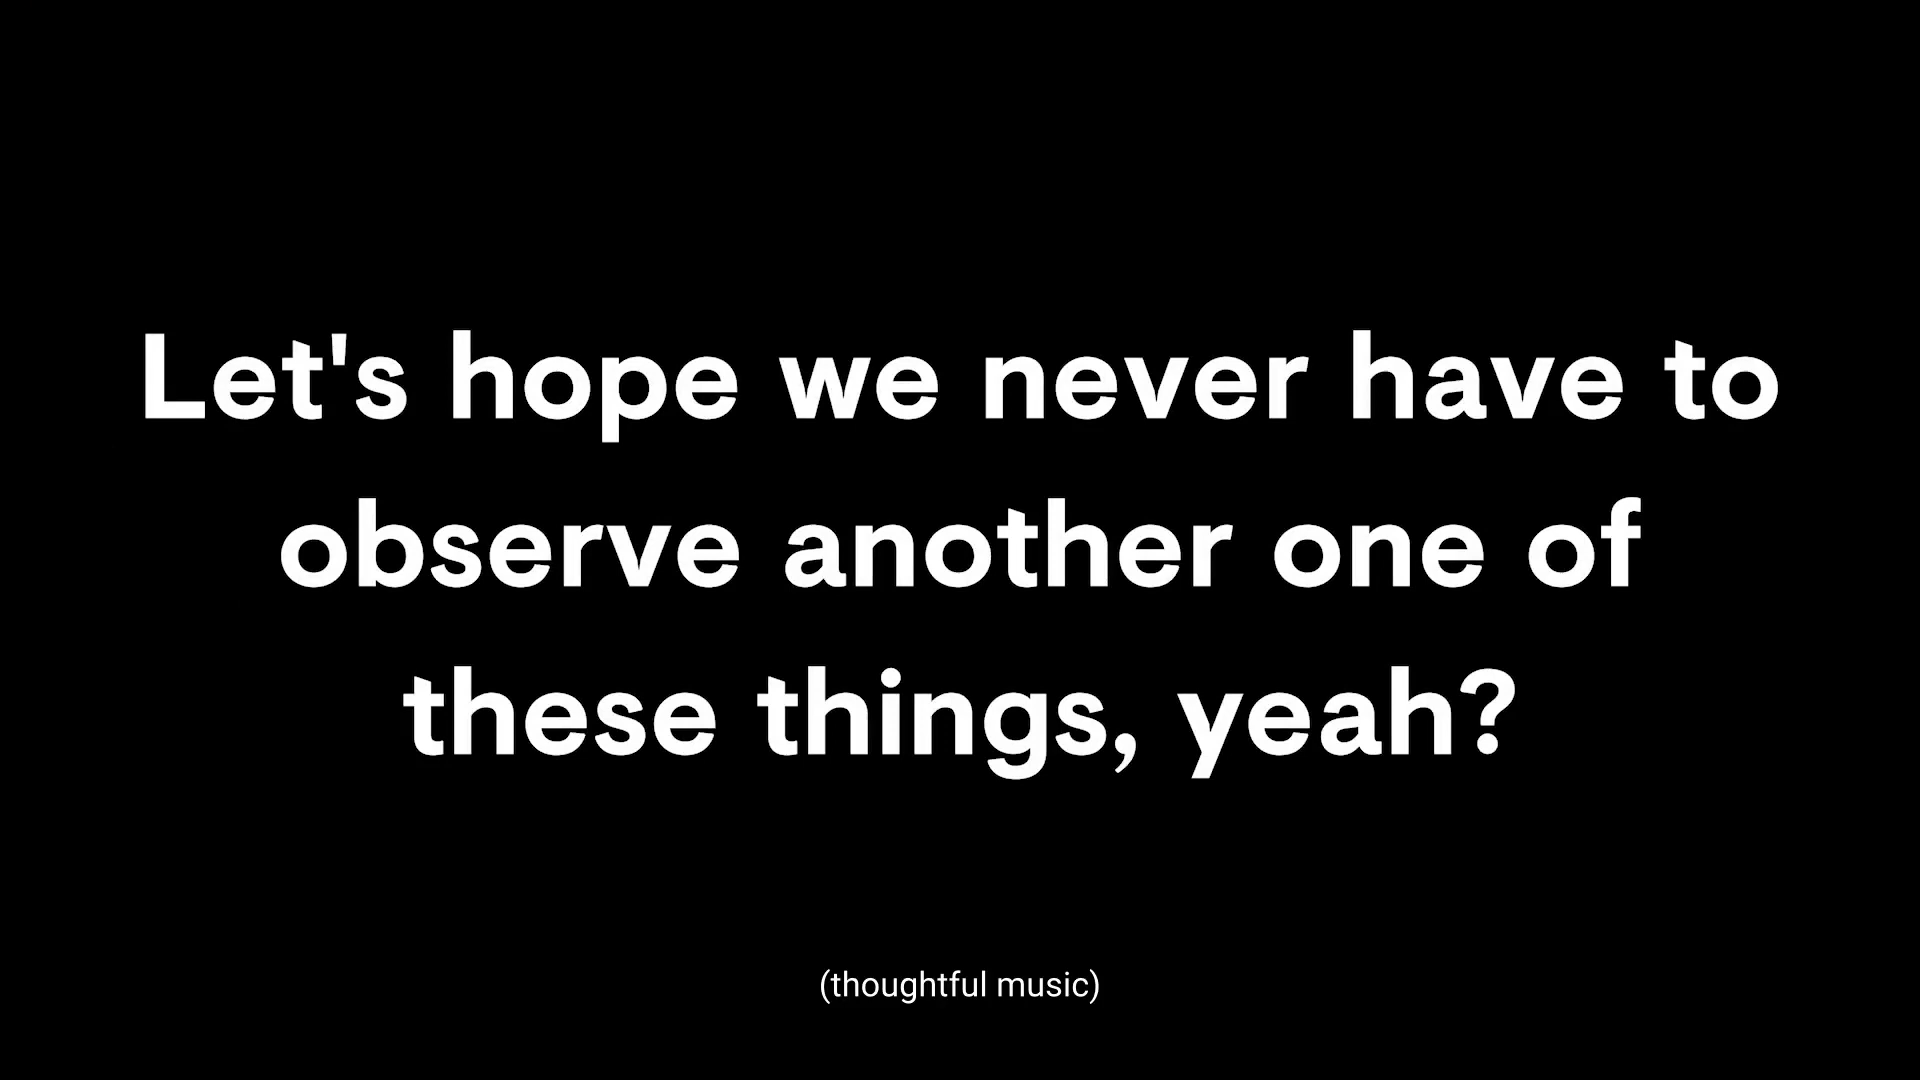 Let's hope we never have to
observe another one of
these things, yeah?
(thoughtful music)